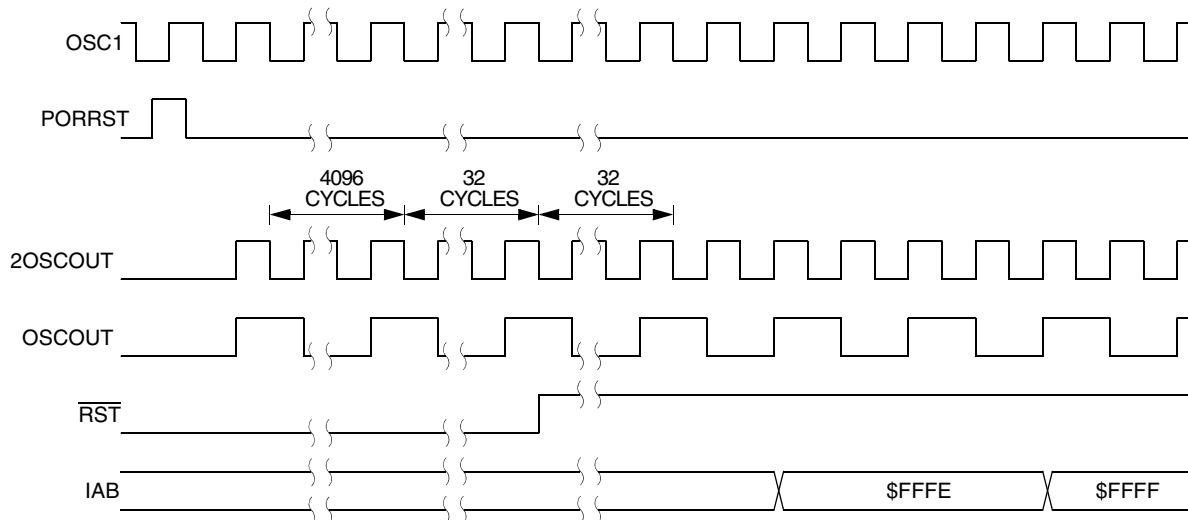 OSC1
PORRST
4096
CYCLES
32
CYCLES
32
CYCLES
2OSCOUT
OSCOUT
RST
IAB
$FFFE
$FFFF